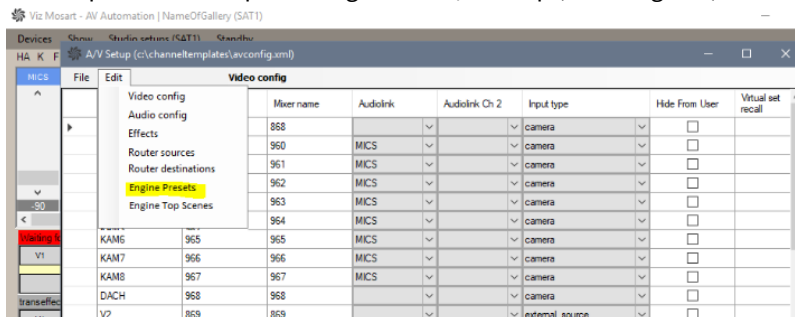 Viz Mosart - AV Automation | NameOfGallery (SAT1)
Devices Show Studio setups (SAT1) Standby
HA K F A/V Setup (c:\channeltemplates\avconfig.xml)
MICS File Edit Video config
Video config
Audio config
Effects
Router sources
Router destinations
Engine Presets
Engine Top Scenes
Mixer name Audiolink Audiolink Ch 2 Input type Hide From User Virtual set recall
868 camera
960 MICS camera
961 MICS camera
962 MICS camera
-90 963 MICS camera
964 MICS camera
KAM6 965 965 MICS camera
V1 KAM7 966 966 MICS camera
KAM8 967 967 MICS camera
DACH 968 968 camera
transeffec V2 869 869 external_source